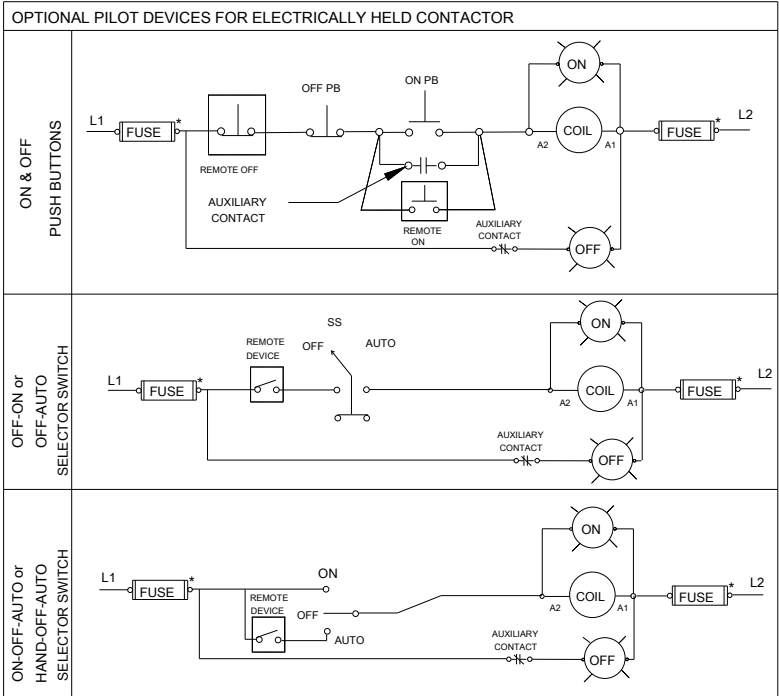 OPTIONAL PILOT DEVICES FOR ELECTRICALLY HELD CONTACTOR
ON & OFF
PUSH BUTTONS
L1
FUSE
*
REMOTE OFF
OFF PB
ON PB
AUXILIARY
CONTACT
REMOTE
ON
AUXILIARY
CONTACT
ON
A2
COIL
A1
OFF
FUSE
*
L2
OFF-ON or
OFF-AUTO
SELECTOR SWITCH
L1
FUSE
*
REMOTE
DEVICE
SS
OFF
AUTO
AUXILIARY
CONTACT
ON
A2
COIL
A1
OFF
FUSE
*
L2
ON-OFF-AUTO or
HAND-OFF-AUTO
SELECTOR SWITCH
L1
FUSE
*
REMOTE
DEVICE
ON
OFF
AUTO
AUXILIARY
CONTACT
ON
A2
COIL
A1
OFF
FUSE
*
L2